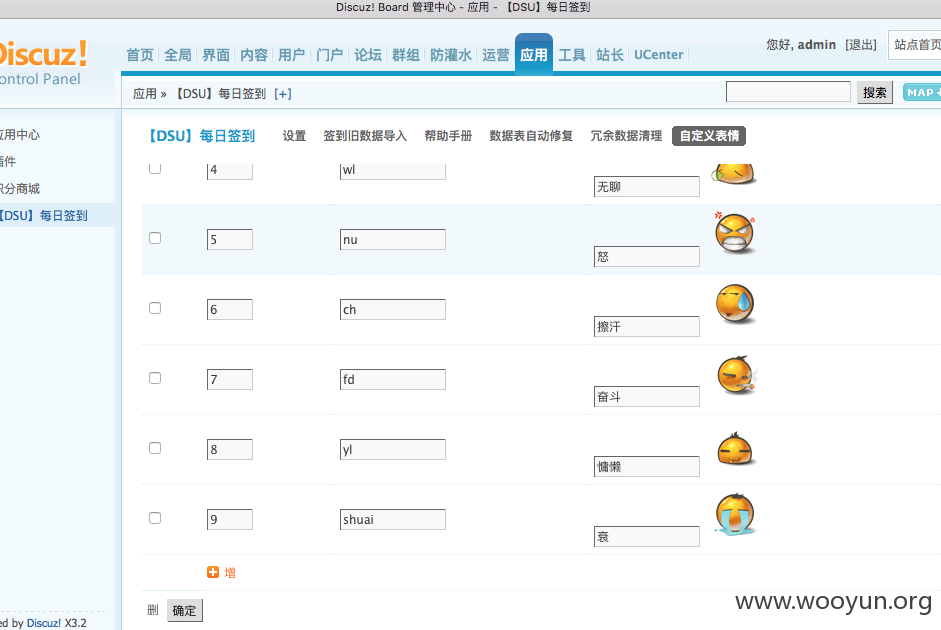 Discuz! Board 管理中心 - 应用 - 【DSU】每日签到
Discuz!
ontrol Panel
首页 全局 界面 内容 用户 门户 论坛 群组 防灌水 运营 应用 工具 站长 UCenter
您好, admin [退出] 站点首页
应用 » 【DSU】每日签到 [+]
搜索 MAP
应用中心
插件
积分商城
【DSU】每日签到
【DSU】每日签到 设置 签到旧数据导入 帮助手册 数据表自动修复 冗余数据清理 自定义表情
4 wl 无聊
5 nu 怒
6 ch 擦汗
7 fd 奋斗
8 yl 慵懒
9 shuai 衰
增
删 确定
ed by Discuz! X3.2
www.wooyun.org